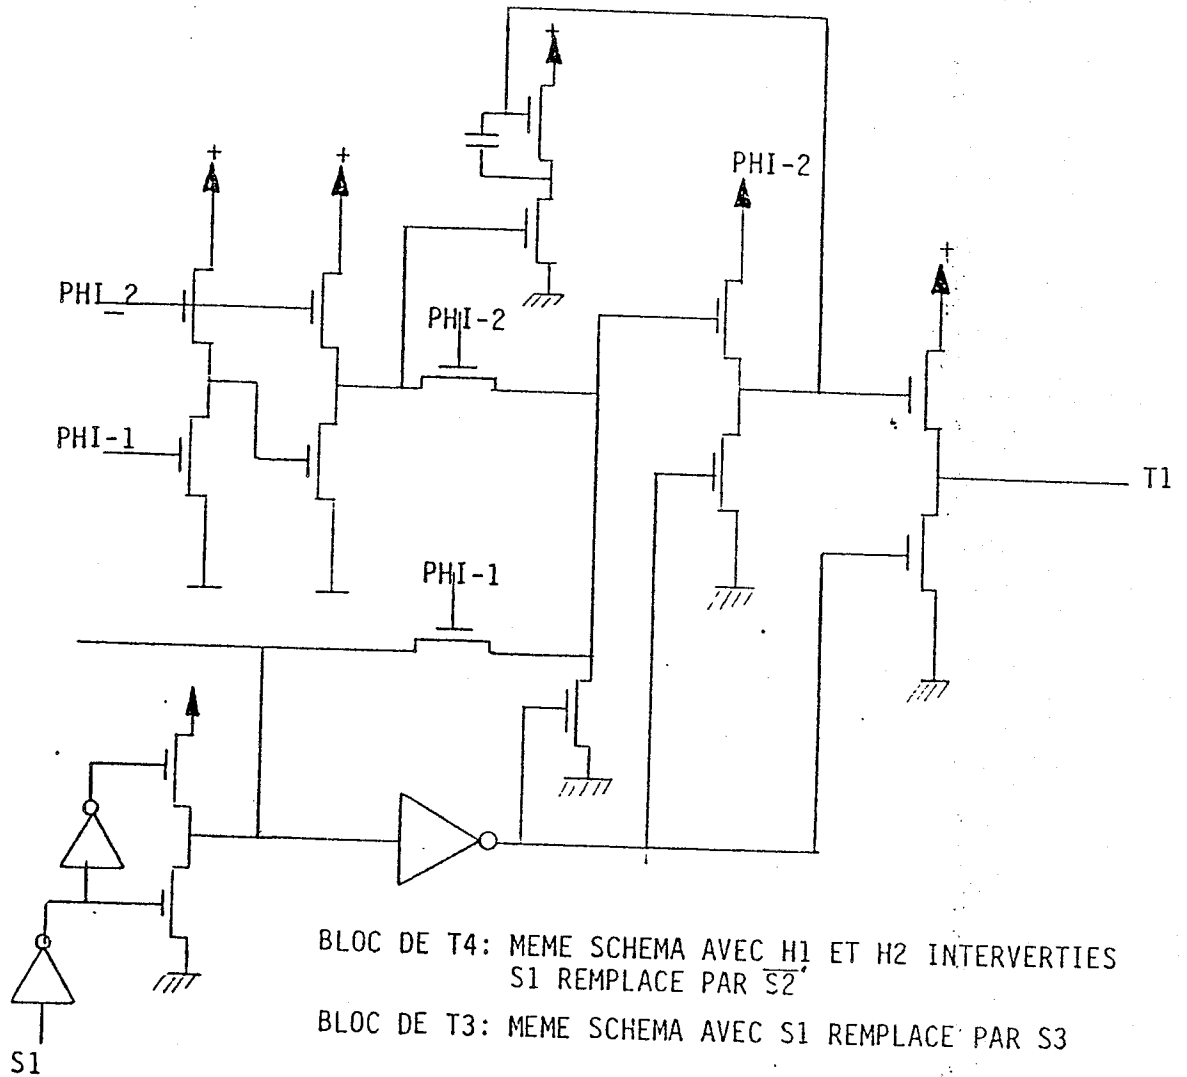 +
+
+
PHI-2
+
PHI_2
PHI-2
PHI-1
T1
PHI-1
BLOC DE T4: MEME SCHEMA AVEC H1 ET H2 INTERVERTIES
S1 REMPLACE PAR S2
BLOC DE T3: MEME SCHEMA AVEC S1 REMPLACE PAR S3
S1